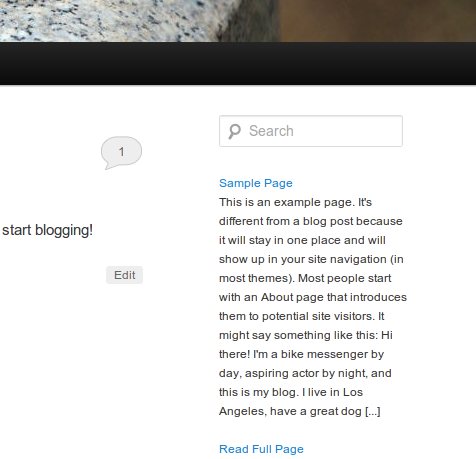 Search
1
Sample Page
This is an example page. It's
different from a blog post because
it will stay in one place and will
show up in your site navigation (in
most themes). Most people start
with an About page that introduces
them to potential site visitors. It
might say something like this: Hi
there! I'm a bike messenger by
day, aspiring actor by night, and
this is my blog. I live in Los
Angeles, have a great dog [...]
Read Full Page
start blogging!
Edit